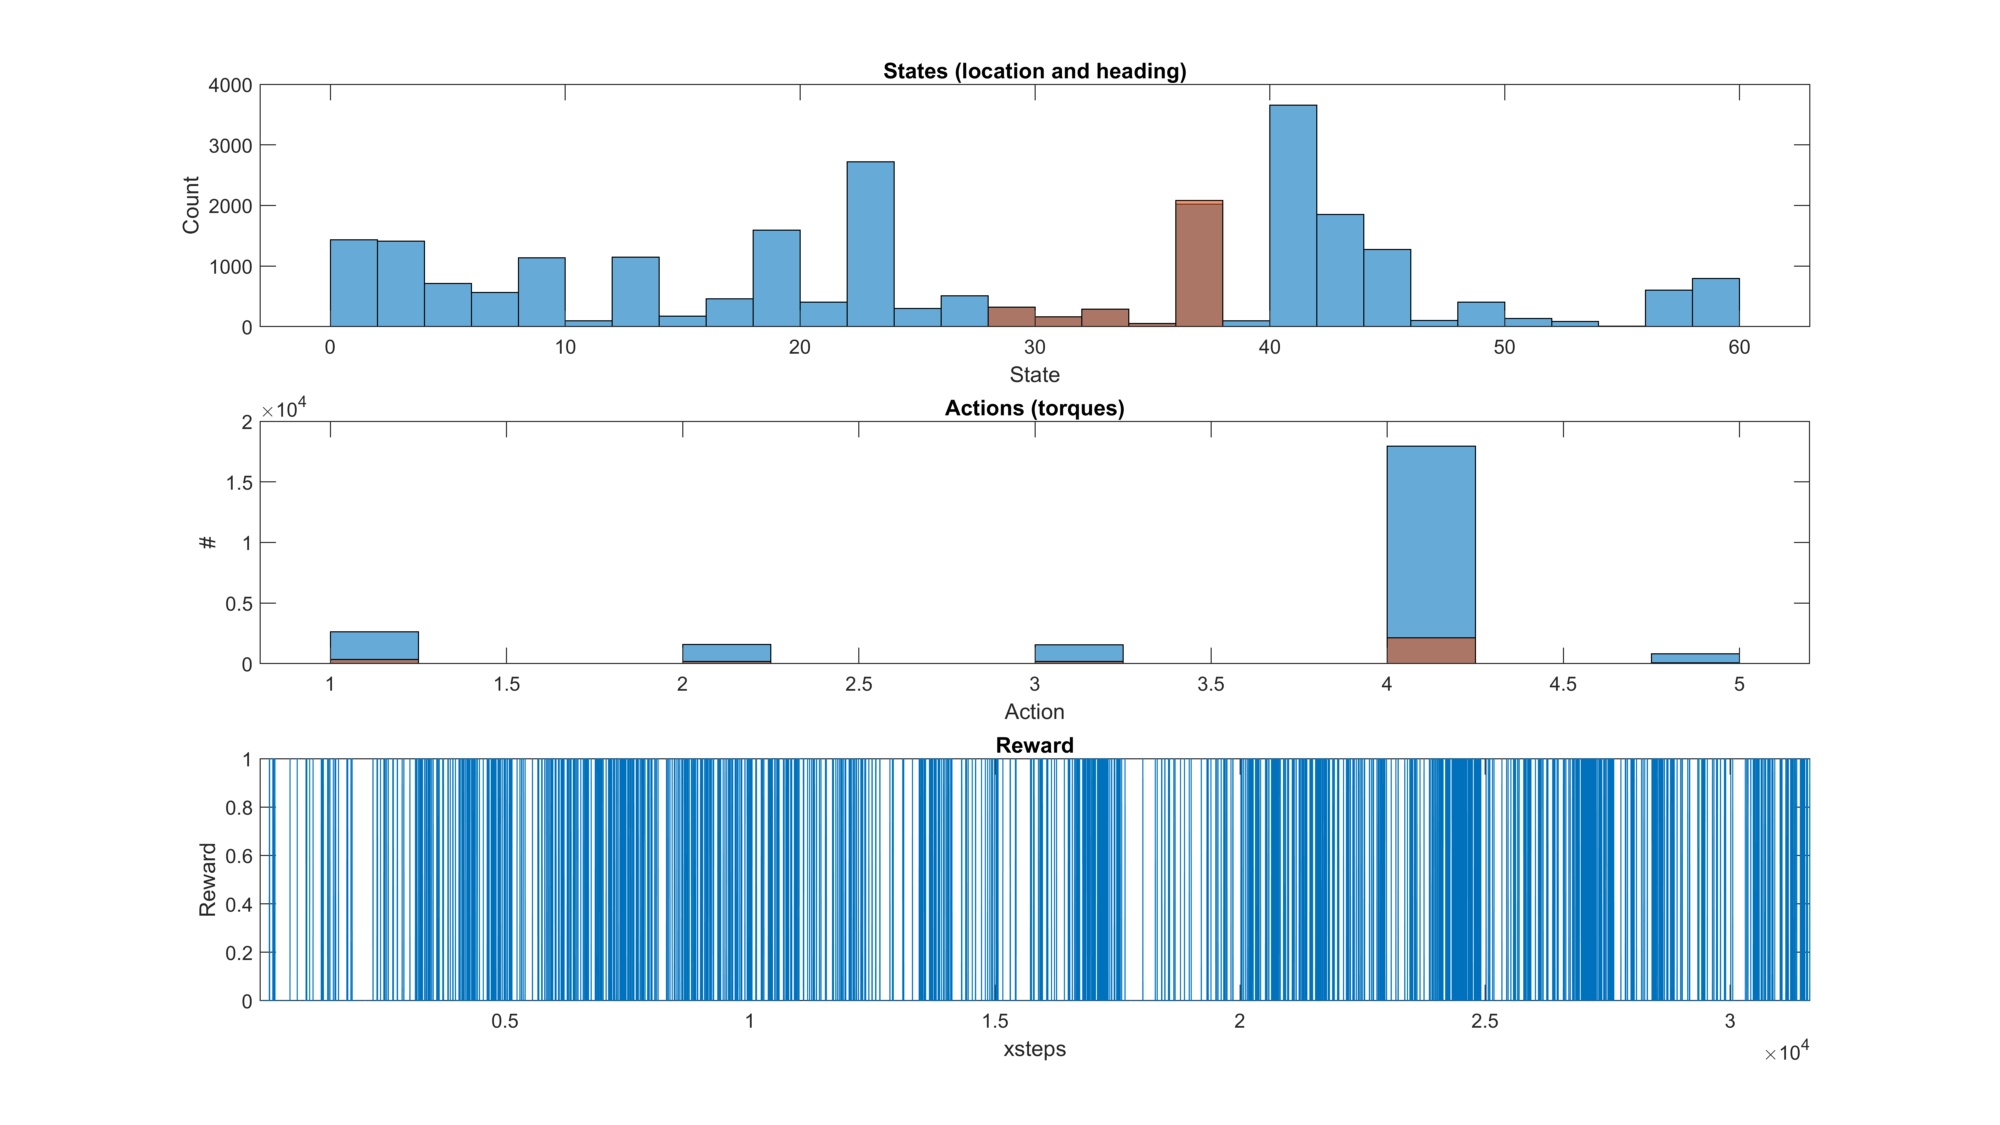 States (location and heading)
4000
3000
2000
1000
0
Count
0 10 20 30 40 50 60
State
Actions (torques)
×10^4
2
1.5
1
0.5
0
#
1 1.5 2 2.5 3 3.5 4 4.5 5
Action
Reward
1
0.8
0.6
0.4
0.2
0
Reward
0.5 1 1.5 2 2.5 3
xsteps
×10^4